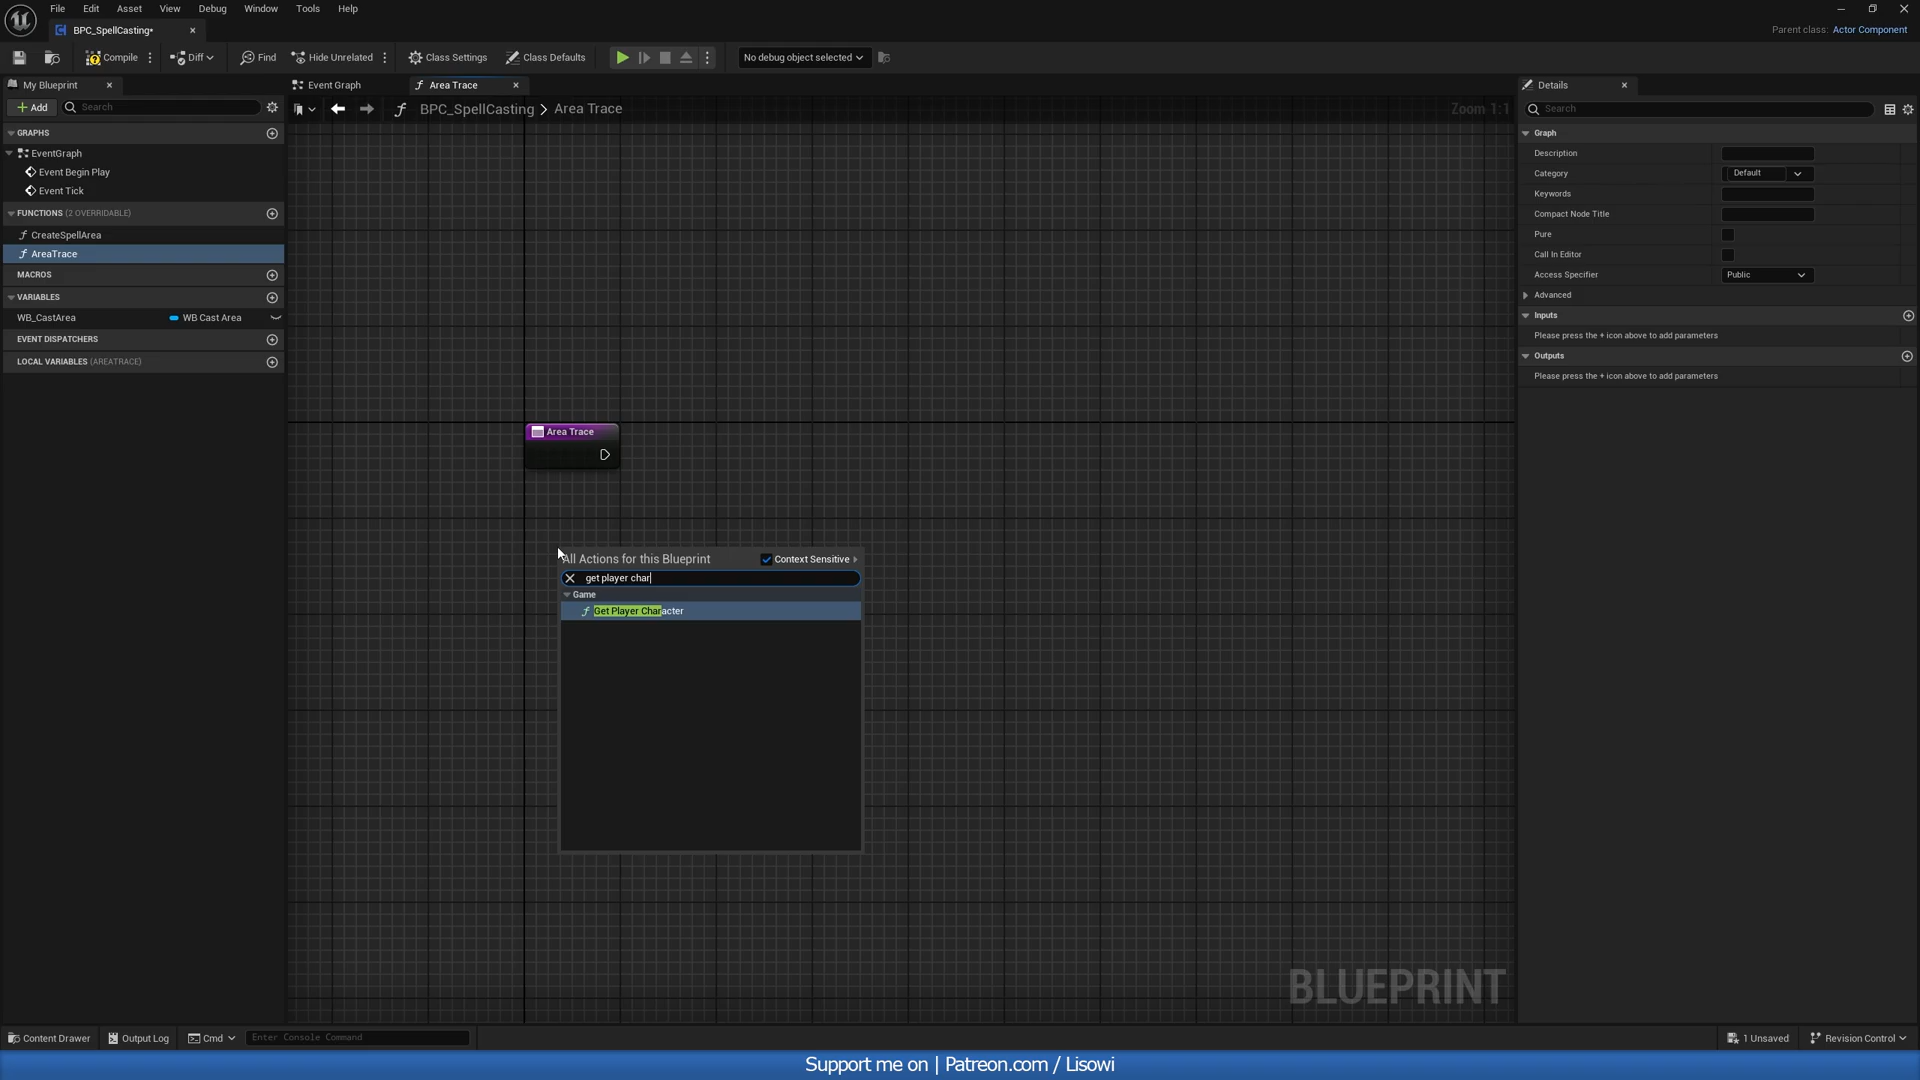 File Edit Asset View Debug Window Tools Help
BPC_SpellCasting*
Parent class: Actor Component
Compile Diff Find Hide Unrelated Class Settings Class Defaults No debug object selected
My Blueprint
Event Graph
Area Trace
Details
Add
Search
BPC_SpellCasting > Area Trace
Zoom 1:1
Search
GRAPHS
EventGraph
Event Begin Play
Event Tick
FUNCTIONS (2 OVERRIDABLE)
CreateSpellArea
AreaTrace
MACROS
VARIABLES
WB_CastArea WB Cast Area
EVENT DISPATCHERS
LOCAL VARIABLES (AREATRACE)
Area Trace
All Actions for this Blueprint Context Sensitive
get player char
Game
Get Player Character
BLUEPRINT
Graph
Description
Category Default
Keywords
Compact Node Title
Pure
Call In Editor
Access Specifier Public
Advanced
Inputs
Please press the + icon above to add parameters
Outputs
Please press the + icon above to add parameters
Content Drawer Output Log Cmd Enter Console Command 1 Unsaved Revision Control
Support me on | Patreon.com / Lisowi